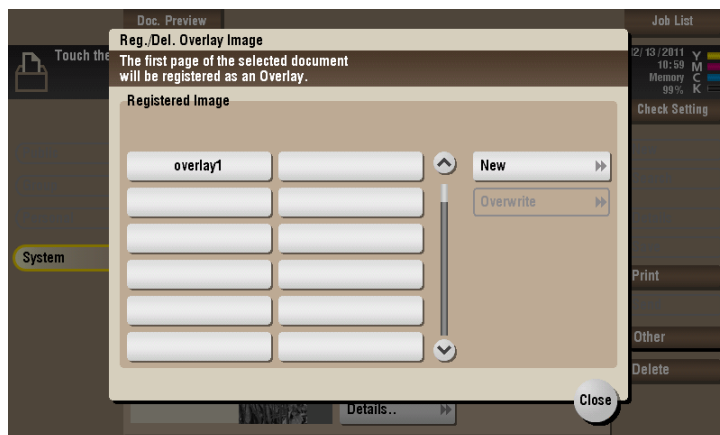 Doc. Preview
Job List
Reg./Del. Overlay Image
Touch the
The first page of the selected document
will be registered as an Overlay.
12/13/2011
10:59
Memory
99%
Y
M
C
K
Registered Image
Check Setting
overlay1
New
Overwrite
System
Print
Other
Delete
Details..
Close